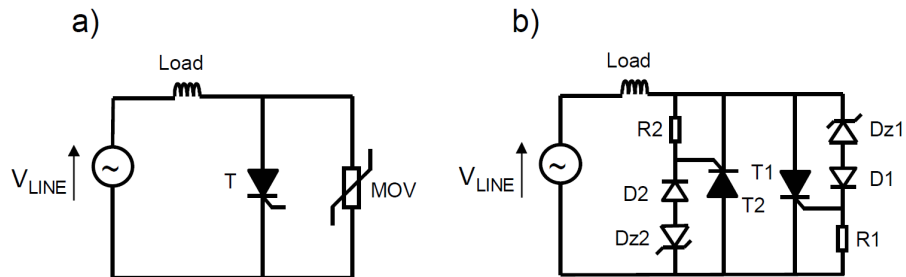 a)
Load
V_LINE
~
T
MOV
b)
Load
V_LINE
~
R2
D2
Dz2
T2
T1
Dz1
D1
R1